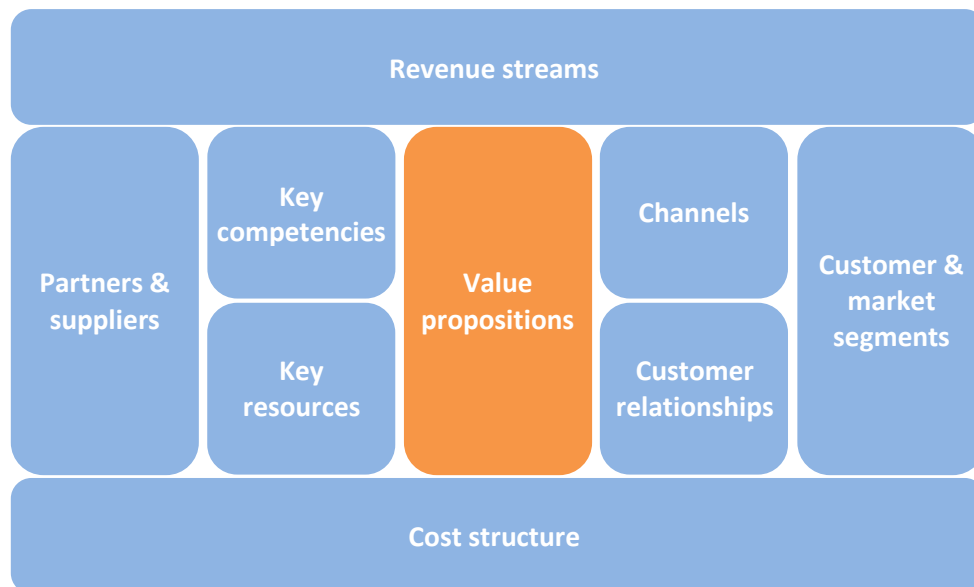 Revenue streams
Partners &
suppliers
Key
competencies
Key
resources
Value
propositions
Channels
Customer
relationships
Customer &
market
segments
Cost structure